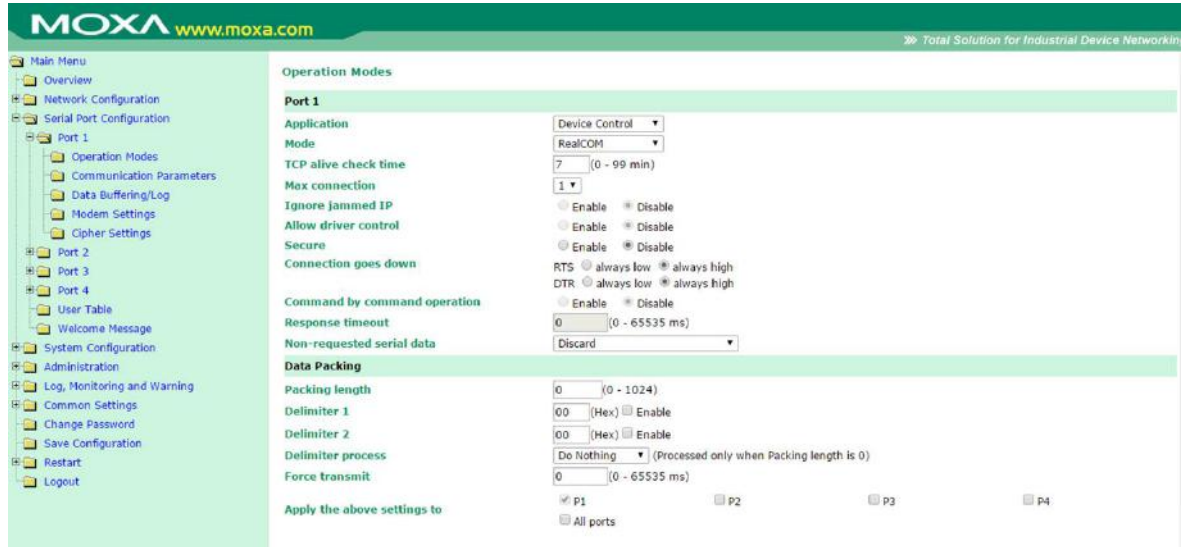 MOXA www.moxa.com
Total Solution for Industrial Device Networkin
Main Menu
Overview
Network Configuration
Serial Port Configuration
Port 1
Operation Modes
Communication Parameters
Data Buffering/Log
Modem Settings
Cipher Settings
Port 2
Port 3
Port 4
User Table
Welcome Message
System Configuration
Administration
Log, Monitoring and Warning
Common Settings
Change Password
Save Configuration
Restart
Logout
Operation Modes
Port 1
Application Device Control
Mode RealCOM
TCP alive check time 7 (0 - 99 min)
Max connection 1
Ignore jammed IP Enable Disable
Allow driver control Enable Disable
Secure Enable Disable
Connection goes down RTS always low always high
DTR always low always high
Command by command operation Enable Disable
Response timeout 0 (0 - 65535 ms)
Non-requested serial data Discard
Data Packing
Packing length 0 (0 - 1024)
Delimiter 1 00 (Hex) Enable
Delimiter 2 00 (Hex) Enable
Delimiter process Do Nothing (Processed only when Packing length is 0)
Force transmit 0 (0 - 65535 ms)
Apply the above settings to P1 P2 P3 P4
All ports